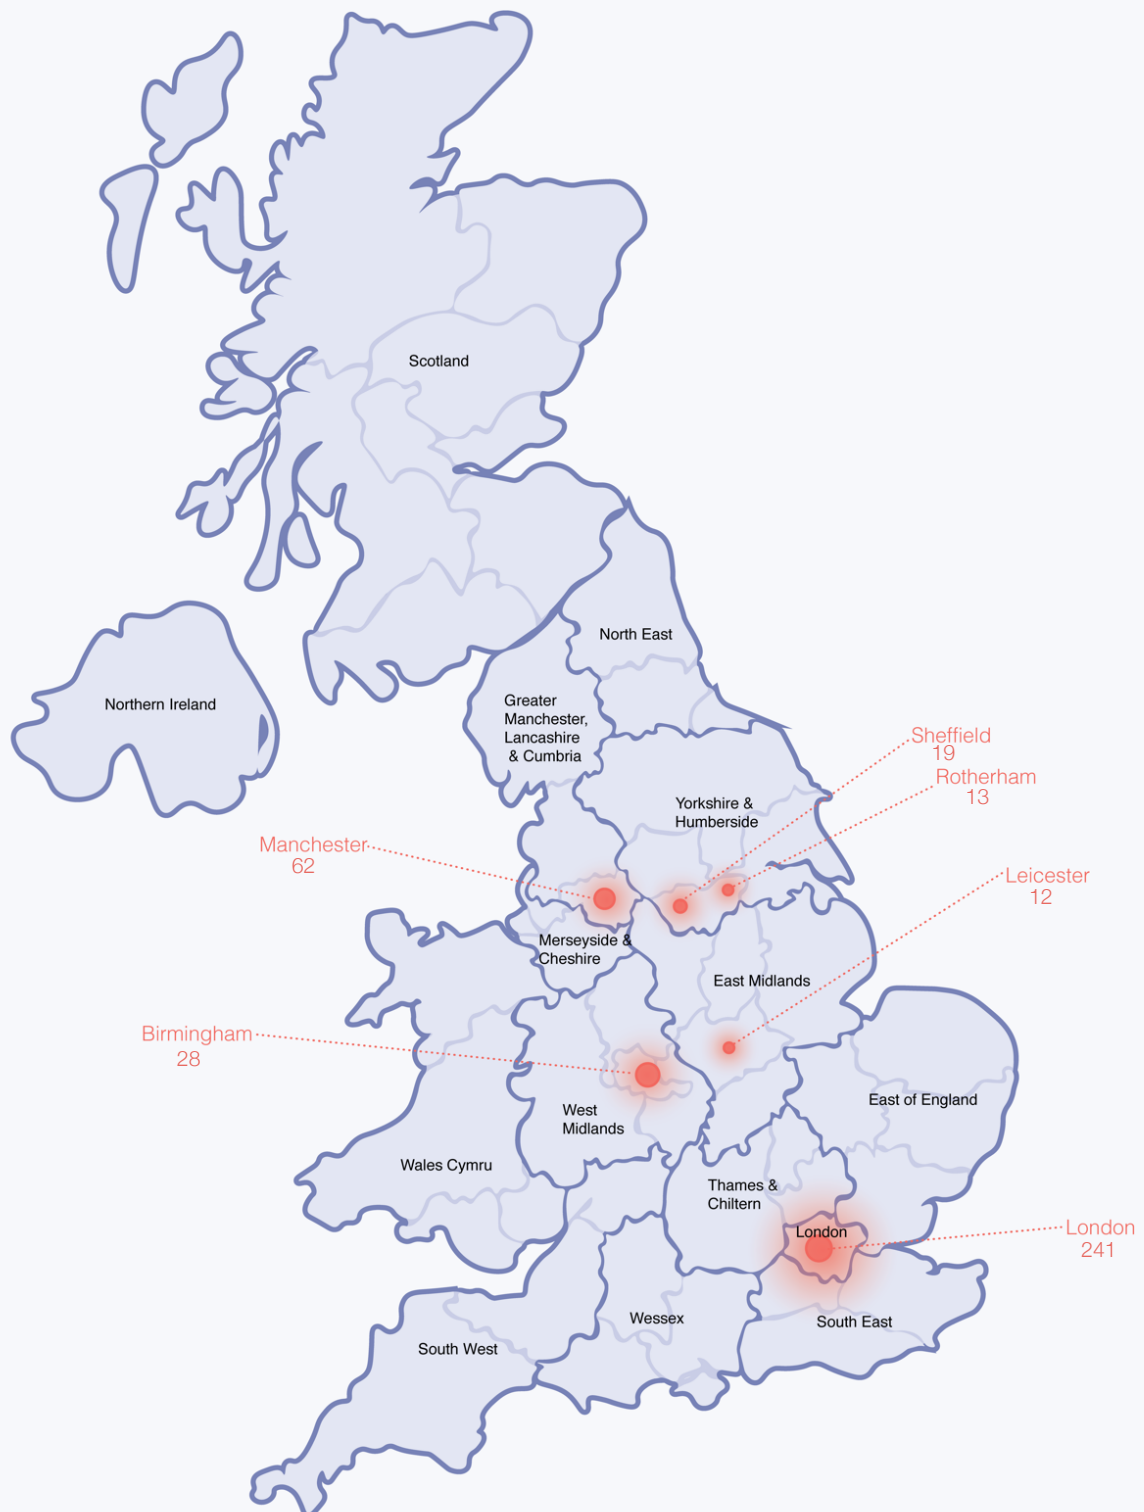 Scotland
North East
Northern Ireland
Greater
Manchester,
Lancashire
& Cumbria
Sheffield
19
Rotherham
13
Yorkshire &
Humberside
Manchester
62
Leicester
12
Merseyside &
Cheshire
East Midlands
Birmingham
28
East of England
West
Midlands
Wales Cymru
Thames &
Chiltern
London
London
241
Wessex
South East
South West